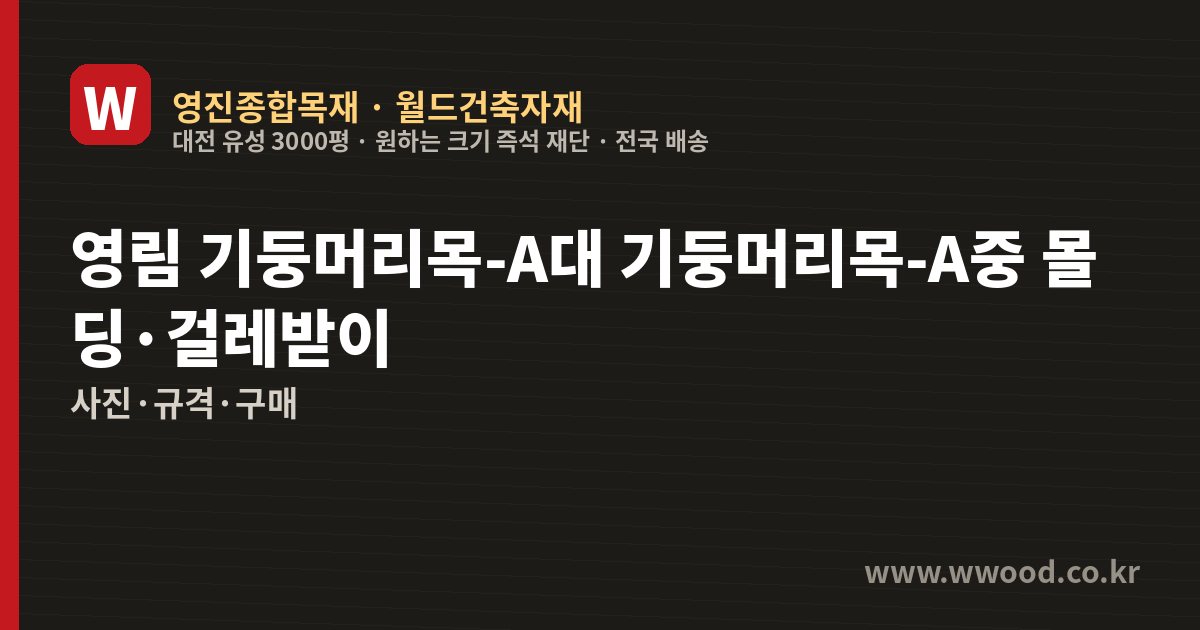 W
영진종합목재 · 월드건축자재
대전 유성 3000평 · 원하는 크기 즉석 재단 · 전국 배송
영림 기둥머리목-A대 기둥머리목-A중 몰
딩·걸레받이
사진·규격·구매
www.wwood.co.kr